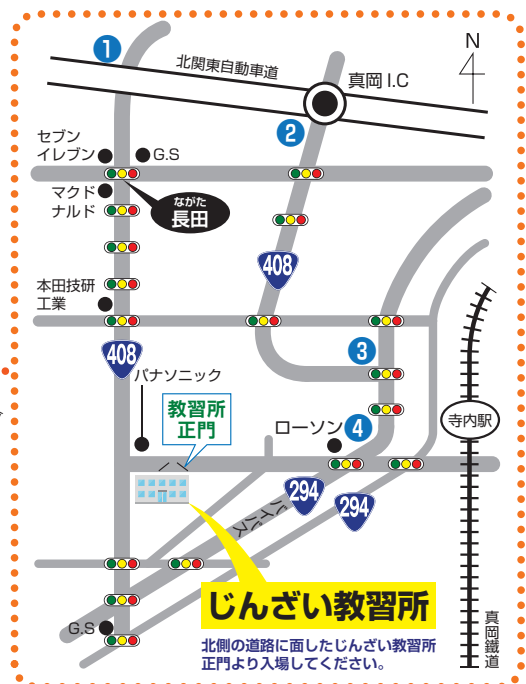 1
北関東自動車道
N
真岡 I.C
2
セブン
イレブン
G.S
マクド
ナルド
ながた
長田
408
本田技研
工業
3
408
パナソニック
教習所
正門
ローソン
4
寺内駅
294
バイパス
294
じんざい教習所
G.S
北側の道路に面したじんざい教習所
正門より入場してください。
真岡鐵道